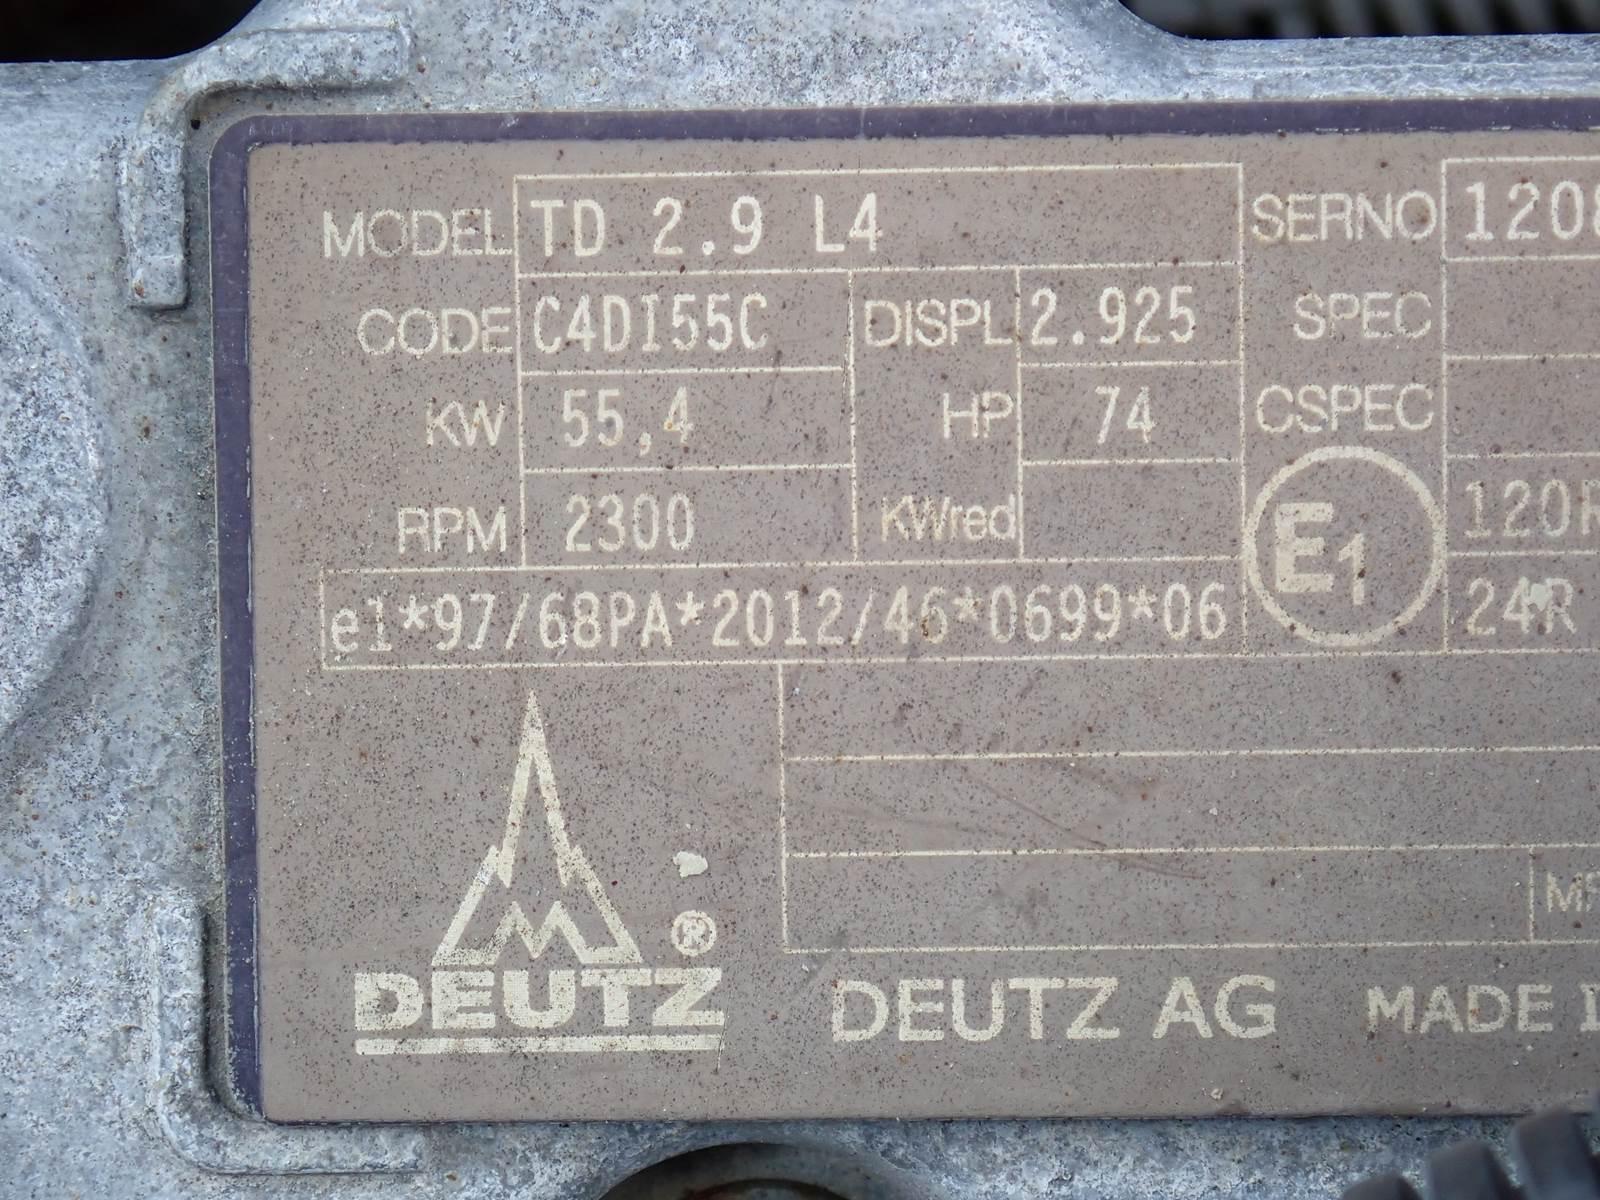 MODEL TD 2.9 L4 SERNO 1208
CODE C4DI55C DISPL 2.925 SPEC
KW 55,4 HP 74 CSPEC
RPM 2300 KWred E1 120R
e1*97/68PA*2012/46*0699*06 24R
®
DEUTZ
DEUTZ AG MADE